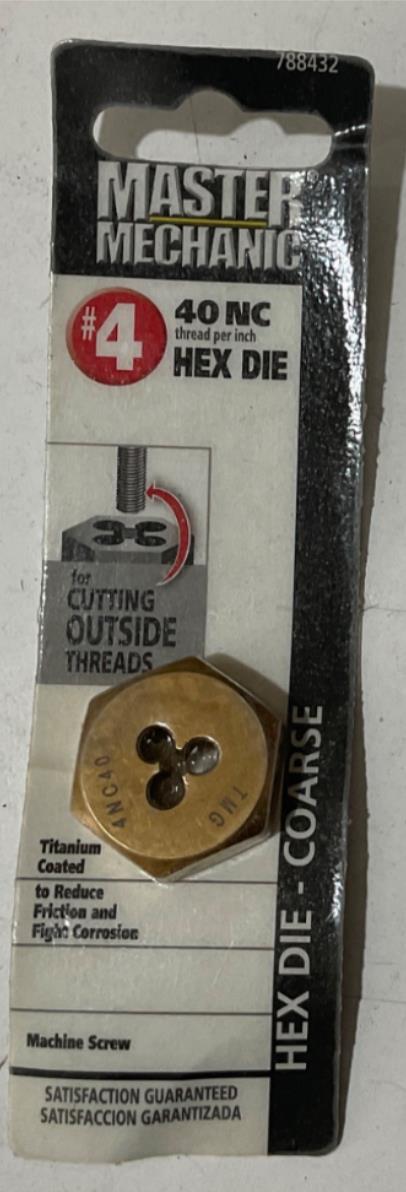 788432
MASTER
MECHANIC
#4
40 NC
thread per inch
HEX DIE
for
CUTTING
OUTSIDE
THREADS
4NC40
TMG
Titanium
Coated
to Reduce
Friction and
Fight Corrosion
Machine Screw
SATISFACTION GUARANTEED
SATISFACCION GARANTIZADA
HEX DIE - COARSE